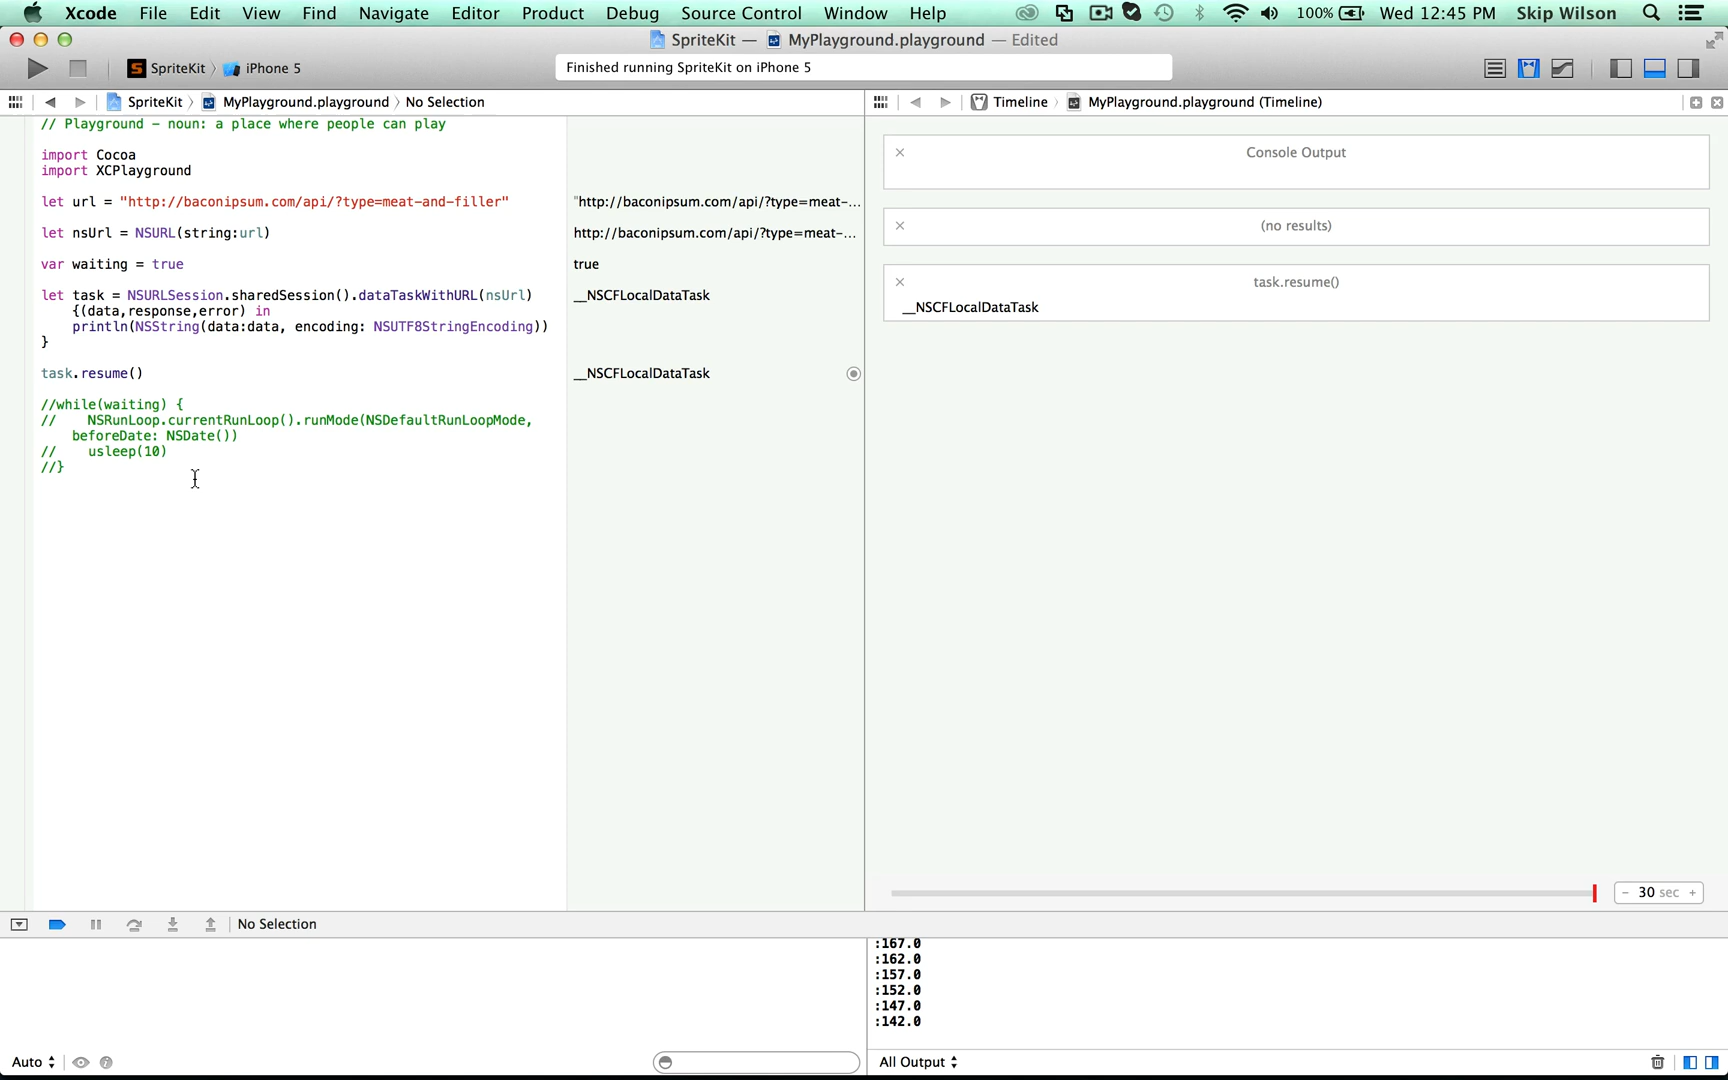 Xcode File Edit View Find Navigate Editor Product Debug Source Control Window Help 100% Wed 12:45 PM Skip Wilson
SpriteKit — MyPlayground.playground — Edited
SpriteKit iPhone 5
Finished running SpriteKit on iPhone 5
SpriteKit MyPlayground.playground No Selection
Timeline MyPlayground.playground (Timeline)
// Playground - noun: a place where people can play
import Cocoa
import XCPlayground
let url = "http://baconipsum.com/api/?type=meat-and-filler"
let nsUrl = NSURL(string:url)
var waiting = true
let task = NSURLSession.sharedSession().dataTaskWithURL(nsUrl)
{(data,response,error) in
println(NSString(data:data, encoding: NSUTF8StringEncoding))
}
task.resume()
//while(waiting) {
// NSRunLoop.currentRunLoop().runMode(NSDefaultRunLoopMode,
beforeDate: NSDate())
// usleep(10)
//}
"http://baconipsum.com/api/?type=meat-...
http://baconipsum.com/api/?type=meat-...
true
__NSCFLocalDataTask
__NSCFLocalDataTask
Console Output
(no results)
task.resume()
__NSCFLocalDataTask
- 30 sec +
No Selection
:167.0
:162.0
:157.0
:152.0
:147.0
:142.0
Auto
All Output